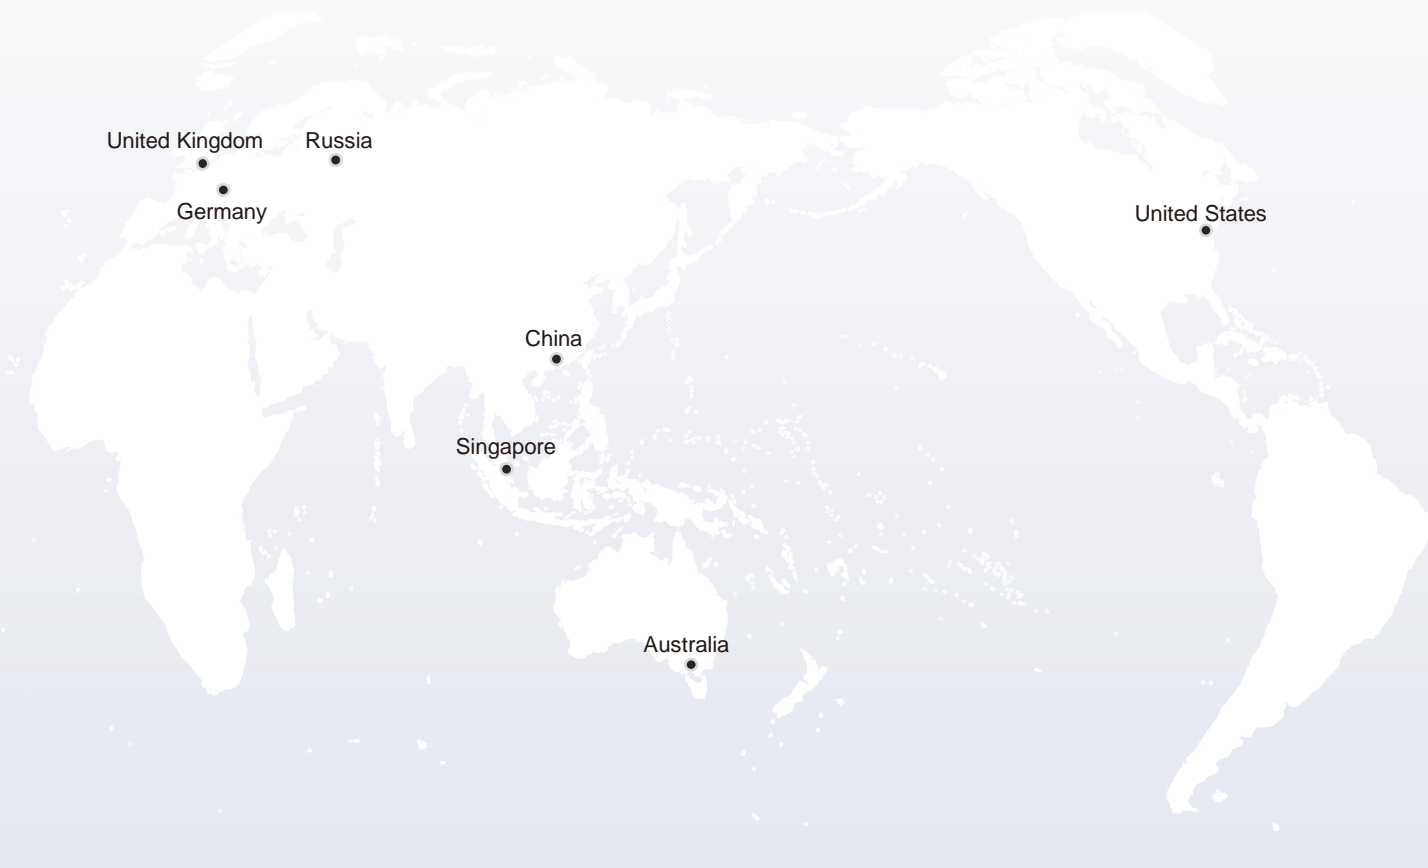 United Kingdom
Russia
Germany
United States
China
Singapore
Australia